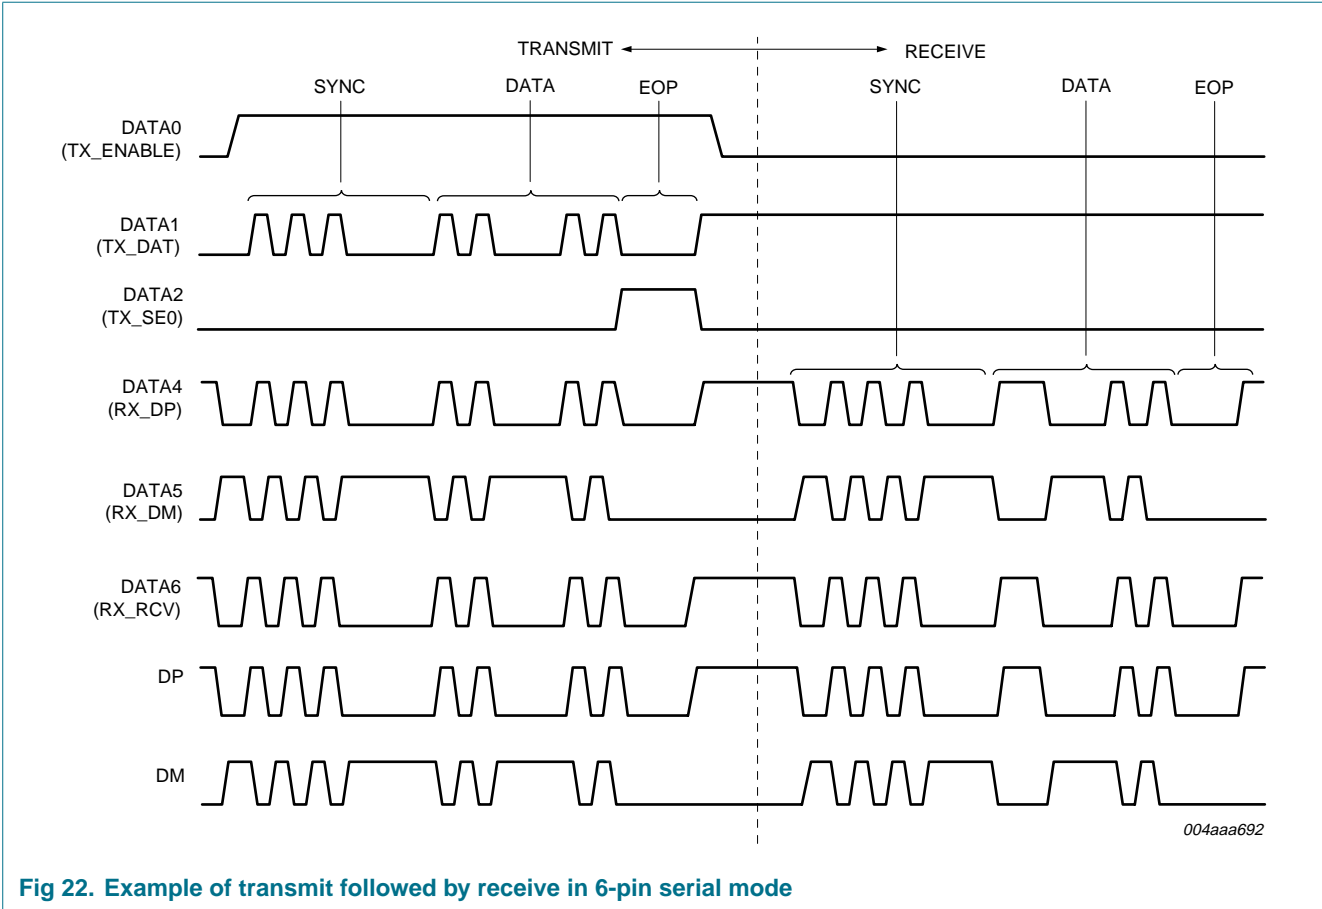 TRANSMIT
RECEIVE
SYNC
DATA
EOP
SYNC
DATA
EOP
DATA0
(TX_ENABLE)
DATA1
(TX_DAT)
DATA2
(TX_SE0)
DATA4
(RX_DP)
DATA5
(RX_DM)
DATA6
(RX_RCV)
DP
DM
004aaa692
Fig 22. Example of transmit followed by receive in 6-pin serial mode